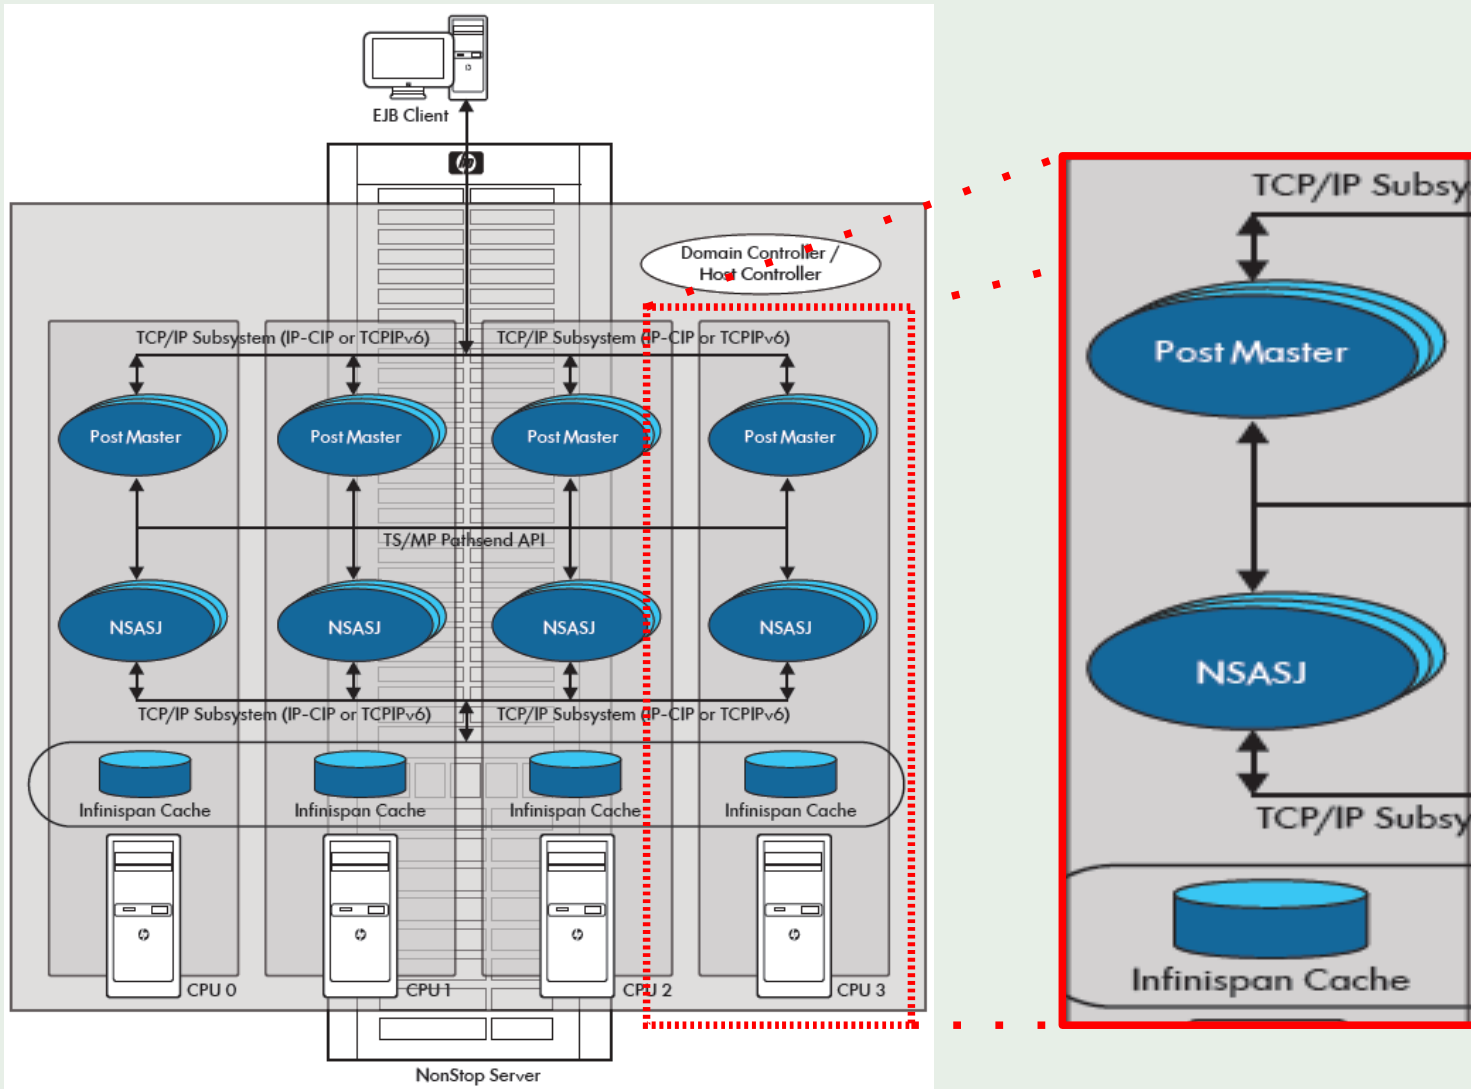 EJB Client
hp
Domain Controller /
Host Controller
TCP/IP Subsystem (IP-CIP or TCPIPv6)
TCP/IP Subsystem (IP-CIP or TCPIPv6)
Post Master
Post Master
Post Master
Post Master
TS/MP Pathsend API
NSASJ
NSASJ
NSASJ
NSASJ
TCP/IP Subsystem (IP-CIP or TCPIPv6)
TCP/IP Subsystem (IP-CIP or TCPIPv6)
Infinispan Cache
Infinispan Cache
Infinispan Cache
Infinispan Cache
CPU 0
CPU 1
CPU 2
CPU 3
NonStop Server
TCP/IP Subsy
Post Master
NSASJ
TCP/IP Subsy
Infinispan Cache